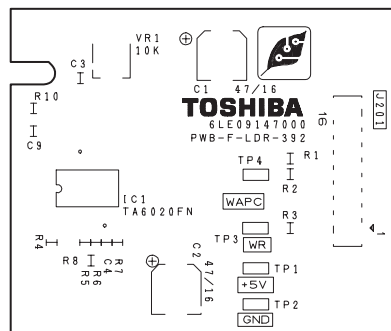 VR1
10K
C3
C1 47/16
R10
C9
TOSHIBA
6LE09147000
PWB-F-LDR-392
J201
16
R1
TP4
R2
IC1
TA6020FN
WAPC
R3
TP3
WR
1
R4
R8
R5
R6
C4
R7
C2
47/16
TP1
+5V
TP2
GND